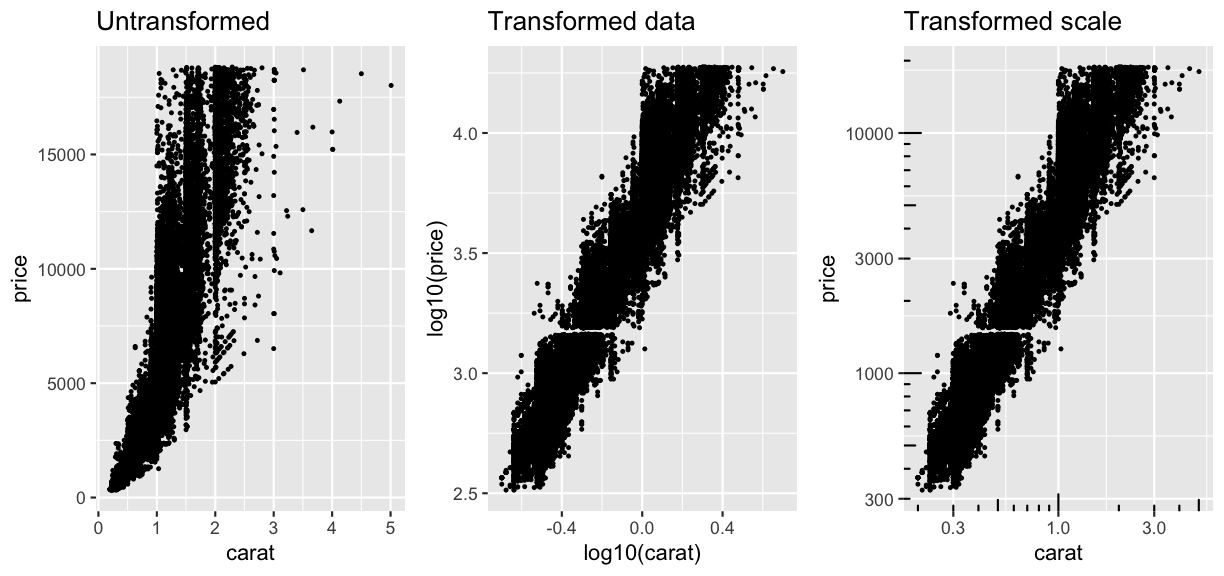 Untransformed
price
15000
10000
5000
0
0 1 2 3 4 5
carat
Transformed data
log10(price)
4.0
3.5
3.0
2.5
-0.4 0.0 0.4
log10(carat)
Transformed scale
price
10000
3000
1000
300
0.3 1.0 3.0
carat